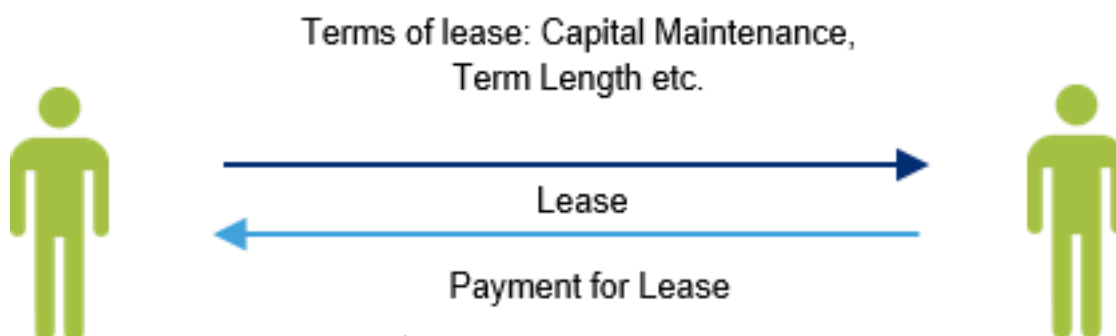 Terms of lease: Capital Maintenance,
Term Length etc.
Lease
Payment for Lease